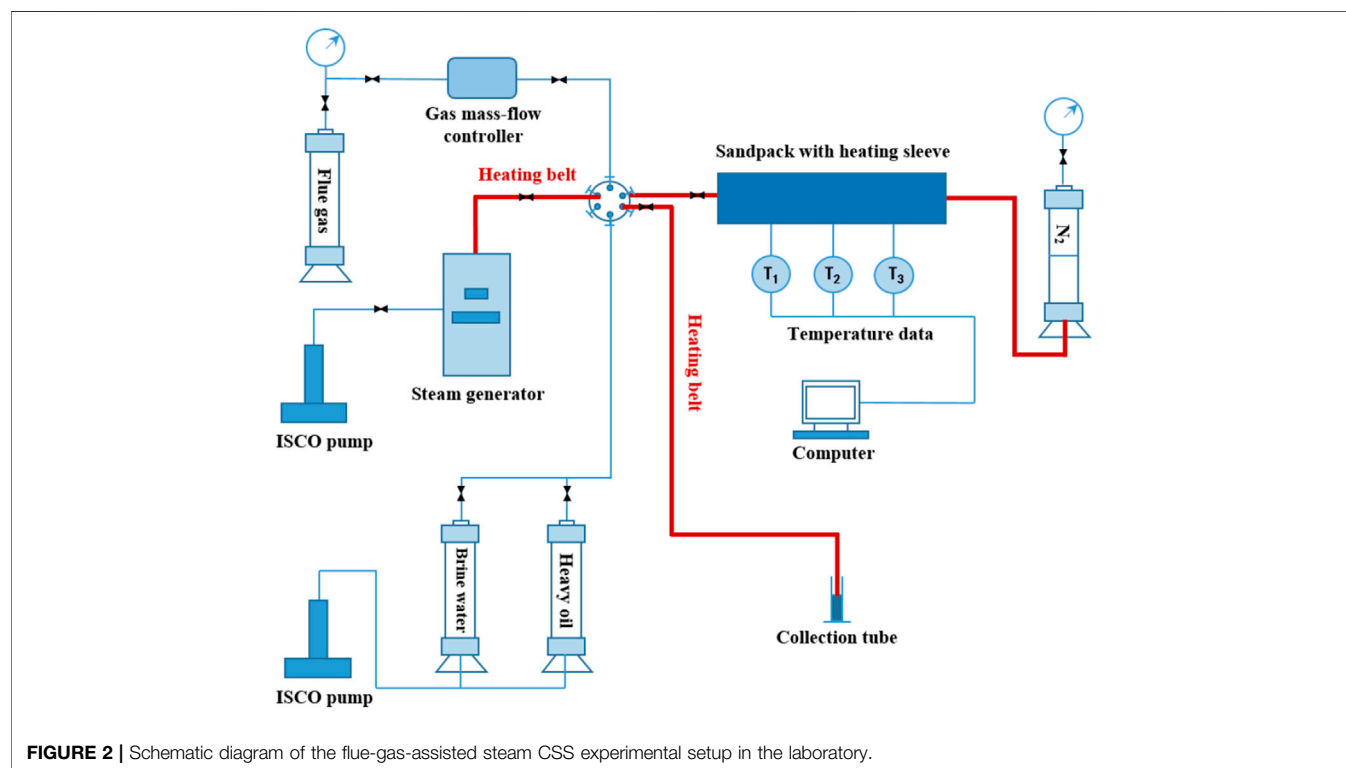 Gas mass-flow
controller
Flue gas
Heating belt
Sandpack with heating sleeve
N₂
T₁
T₂
T₃
Temperature data
Heating belt
Steam generator
ISCO pump
Computer
Brine water
Heavy oil
Collection tube
ISCO pump
FIGURE 2 | Schematic diagram of the flue-gas-assisted steam CSS experimental setup in the laboratory.